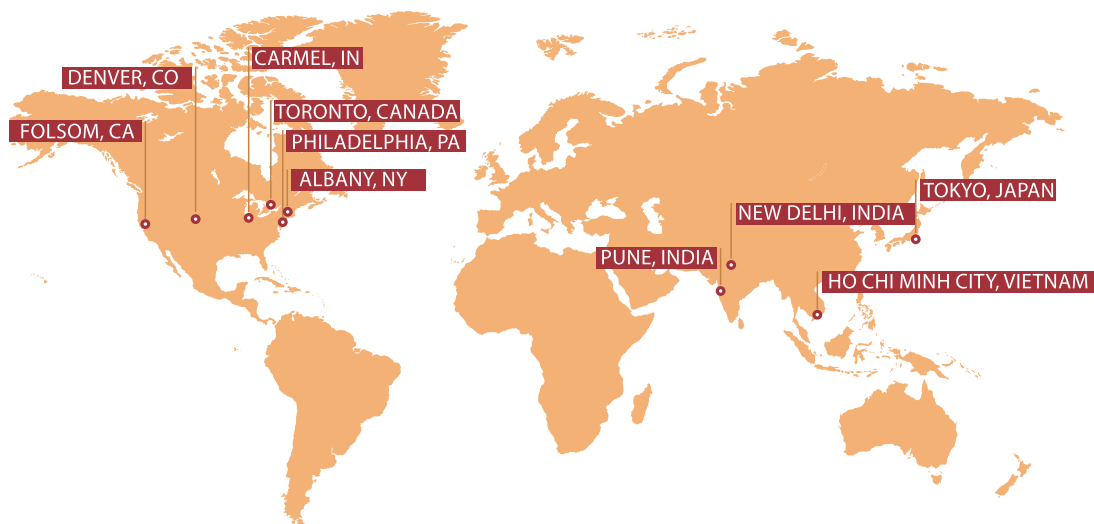 CARMEL, IN
DENVER, CO
TORONTO, CANADA
FOLSOM, CA
PHILADELPHIA, PA
ALBANY, NY
TOKYO, JAPAN
NEW DELHI, INDIA
PUNE, INDIA
HO CHI MINH CITY, VIETNAM